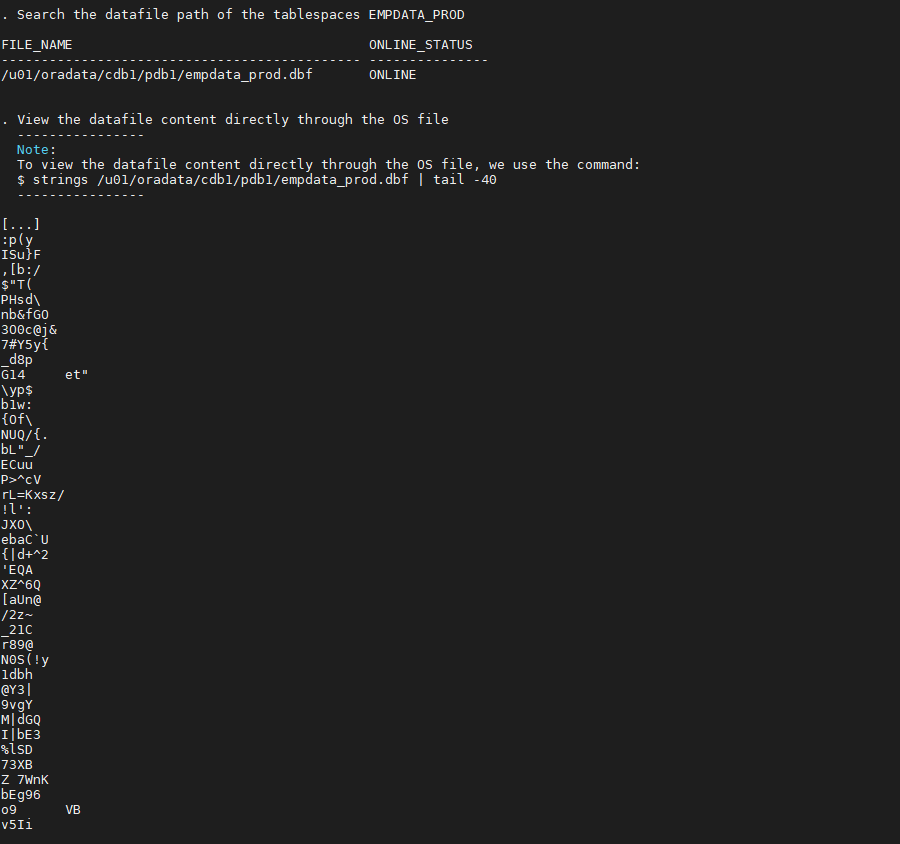 . Search the datafile path of the tablespaces EMPDATA_PROD
FILE_NAME                                     ONLINE_STATUS
--------------------------------------------- ---------------
/u01/oradata/cdb1/pdb1/empdata_prod.dbf       ONLINE
. View the datafile content directly through the OS file
  ----------------
  Note:
  To view the datafile content directly through the OS file, we use the command:
  $ strings /u01/oradata/cdb1/pdb1/empdata_prod.dbf | tail -40
  ----------------
[...]
:p(y
ISu}F
,[b:/
$"T(
PHsd\
nb&fGO
3O0c@j&
7#Y5y{
_d8p
G14     et"
\yp$
b1w:
{Of\
NUQ/{.
bL"_/
ECuu
P>^cV
rL=Kxsz/
!l':
JXO\
ebaC`U
{|d+^2
'EQA
XZ^6Q
[aUn@
/2z~
_21C
r89@
N0S(!y
1dbh
@Y3|
9vgY
M|dGQ
I|bE3
%lSD
73XB
Z 7WnK
bEg96
o9      VB
v5Ii